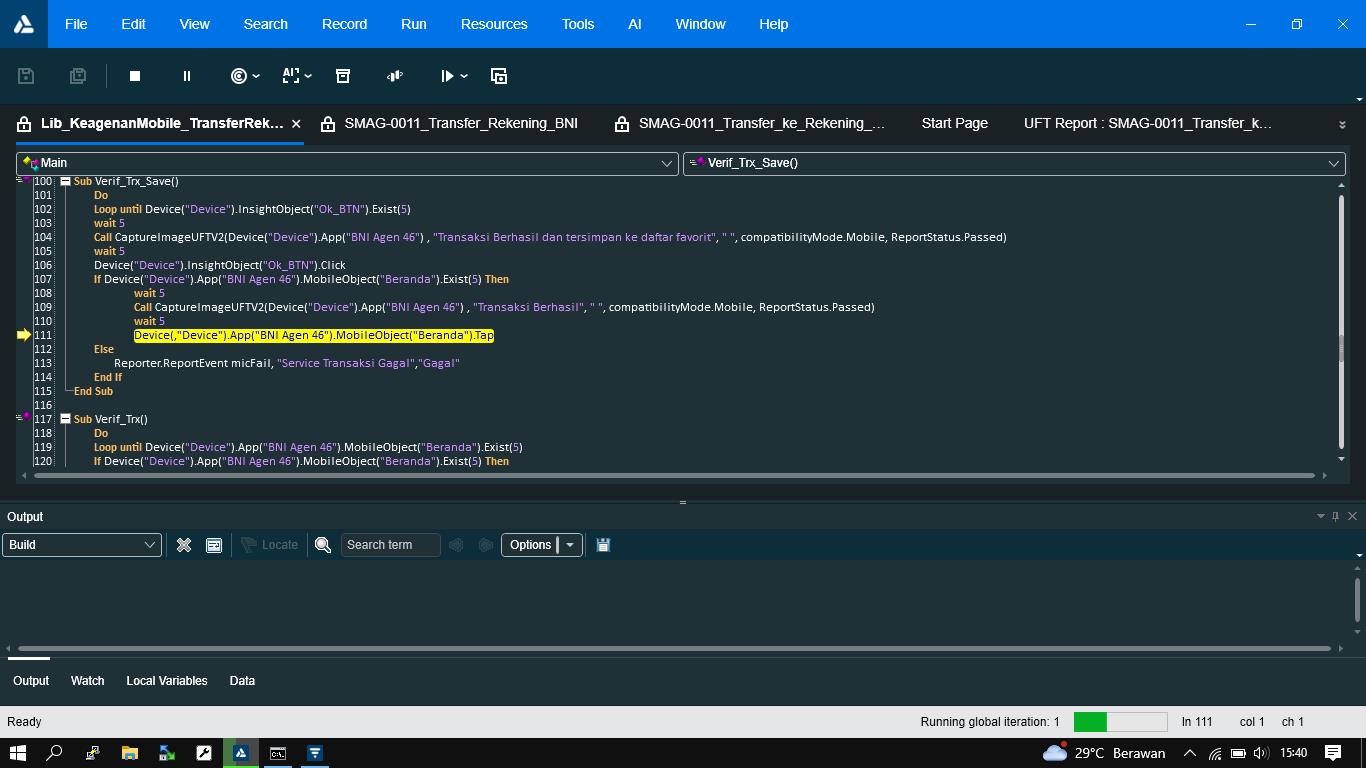 File Edit View Search Record Run Resources Tools AI Window Help
Lib_KeagenanMobile_TransferRek... SMAG-0011_Transfer_Rekening_BNI SMAG-0011_Transfer_ke_Rekening_... Start Page UFT Report : SMAG-0011_Transfer_k...
Main Verif_Trx_Save()
100 Sub Verif_Trx_Save()
101 Do
102 Loop until Device("Device").InsightObject("Ok_BTN").Exist(5)
103 wait 5
104 Call CaptureImageUFTV2(Device("Device").App("BNI Agen 46") , "Transaksi Berhasil dan tersimpan ke daftar favorit", " ", compatibilityMode.Mobile, ReportStatus.Passed)
105 wait 5
106 Device("Device").InsightObject("Ok_BTN").Click
107 If Device("Device").App("BNI Agen 46").MobileObject("Beranda").Exist(5) Then
108 wait 5
109 Call CaptureImageUFTV2(Device("Device").App("BNI Agen 46") , "Transaksi Berhasil", " ", compatibilityMode.Mobile, ReportStatus.Passed)
110 wait 5
111 Device(,"Device").App("BNI Agen 46").MobileObject("Beranda").Tap
112 Else
113 Reporter.ReportEvent micFail, "Service Transaksi Gagal","Gagal"
114 End If
115 End Sub
116
117 Sub Verif_Trx()
118 Do
119 Loop until Device("Device").App("BNI Agen 46").MobileObject("Beranda").Exist(5)
120 If Device("Device").App("BNI Agen 46").MobileObject("Beranda").Exist(5) Then
Output
Build Locate Search term Options
Output Watch Local Variables Data
Ready Running global iteration: 1 ln 111 col 1 ch 1
29°C Berawan 15:40